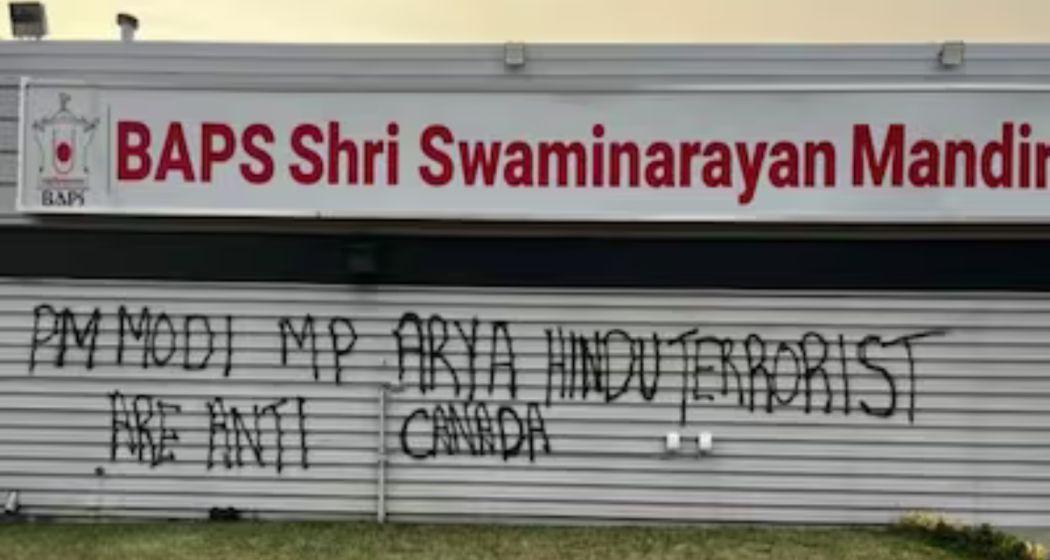 BAPS
BAPS Shri Swaminarayan Mandir
PM MODI MP ARYA HINDU TERRORIST
ARE ANTI CANADA